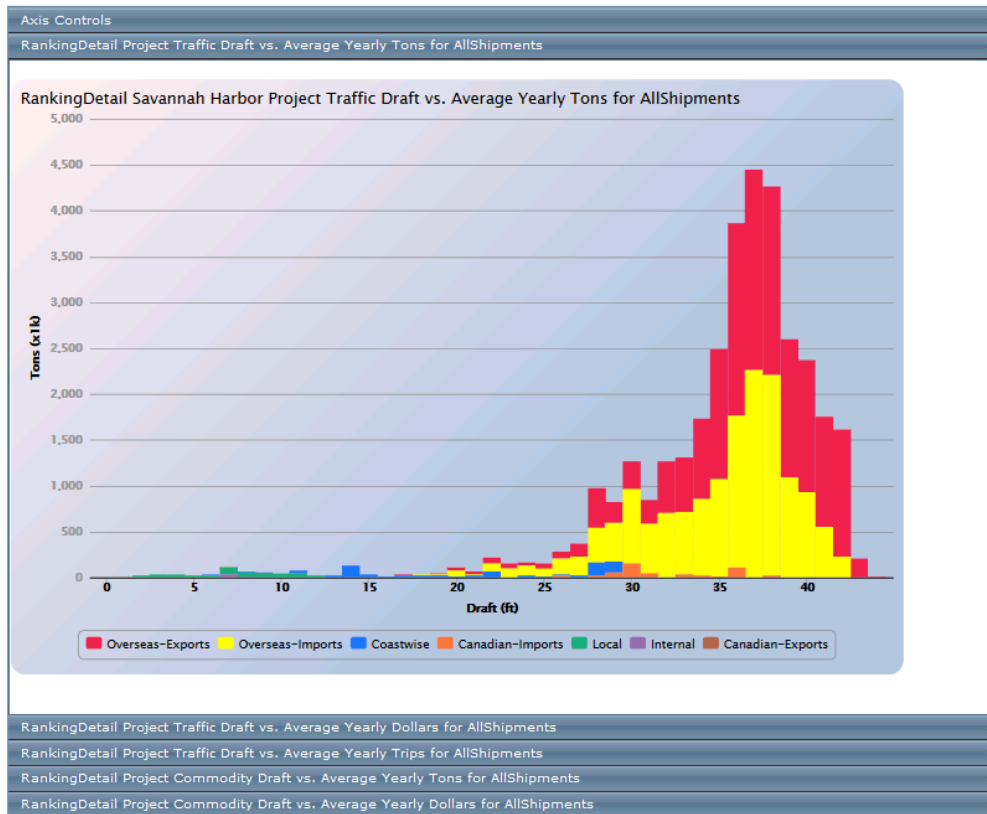 Axis Controls
RankingDetail Project Traffic Draft vs. Average Yearly Tons for AllShipments
RankingDetail Savannah Harbor Project Traffic Draft vs. Average Yearly Tons for AllShipments
5,000
4,500
4,000
3,500
3,000
2,500
2,000
1,500
1,000
500
0
Tons (x1k)
0 5 10 15 20 25 30 35 40
Draft (ft)
Overseas-Exports Overseas-Imports Coastwise Canadian-Imports Local Internal Canadian-Exports
RankingDetail Project Traffic Draft vs. Average Yearly Dollars for AllShipments
RankingDetail Project Traffic Draft vs. Average Yearly Trips for AllShipments
RankingDetail Project Commodity Draft vs. Average Yearly Tons for AllShipments
RankingDetail Project Commodity Draft vs. Average Yearly Dollars for AllShipments